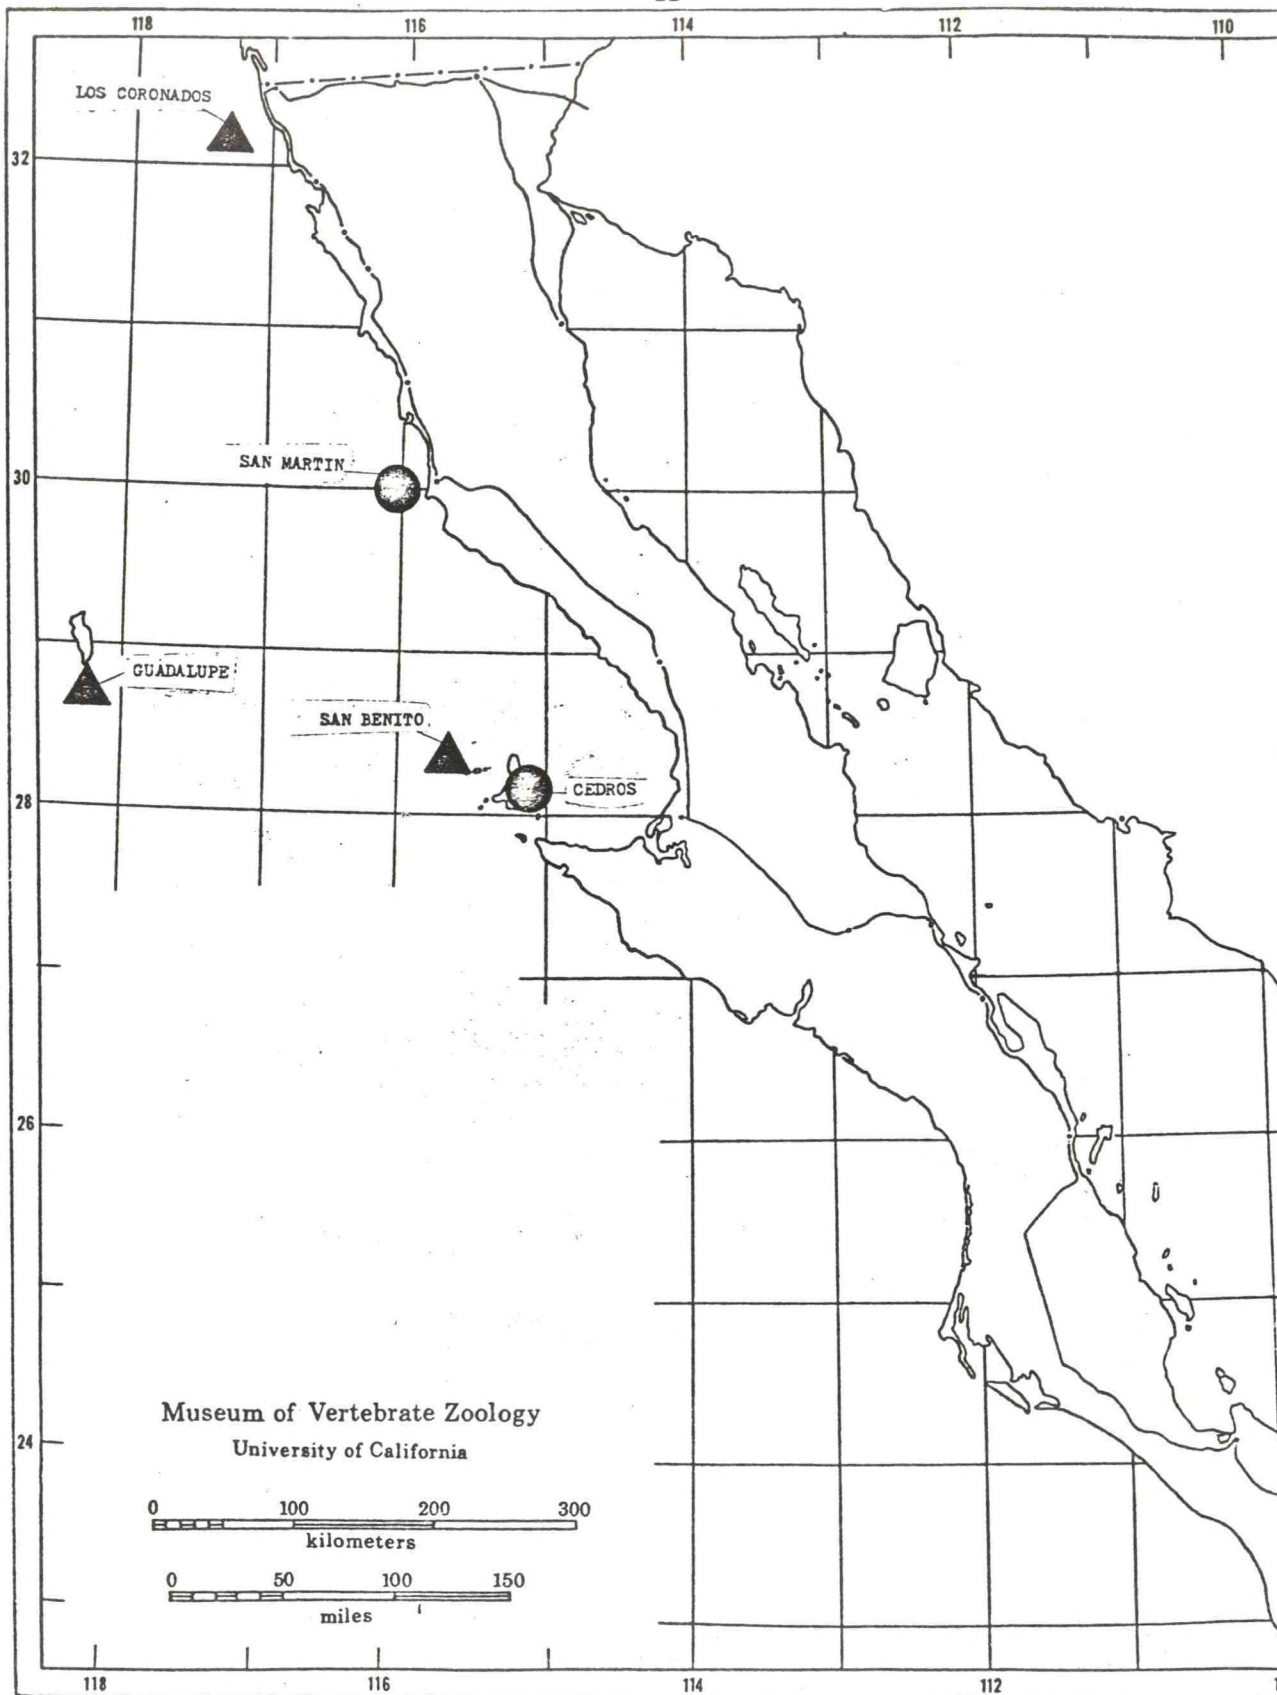 118 116 114 112 110
LOS CORONADOS
32
SAN MARTIN
30
GUADALUPE
SAN BENITO
CEDROS
28
26
Museum of Vertebrate Zoology
University of California
24
0 100 200 300
kilometers
0 50 100 150
miles
118 116 114 112